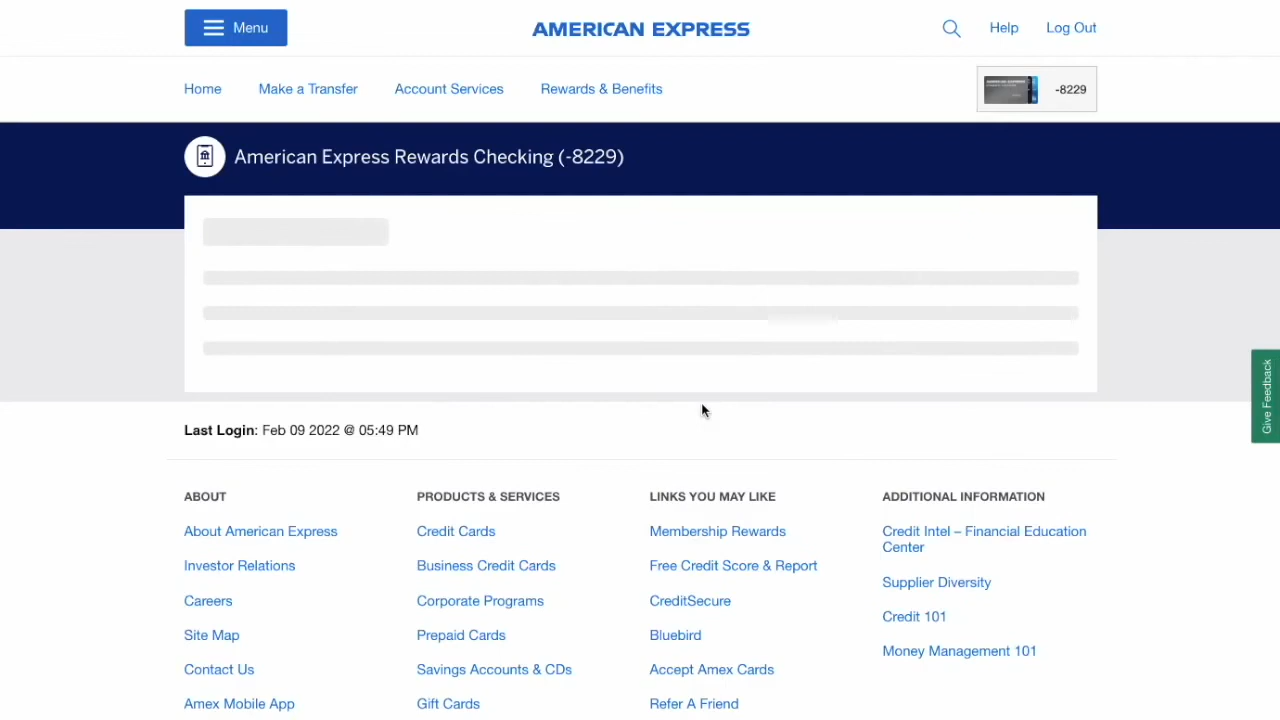 Menu
AMERICAN EXPRESS
Help
Log Out
Home
Make a Transfer
Account Services
Rewards & Benefits
-8229
American Express Rewards Checking (-8229)
Give Feedback
Last Login: Feb 09 2022 @ 05:49 PM
ABOUT
About American Express
Investor Relations
Careers
Site Map
Contact Us
Amex Mobile App
PRODUCTS & SERVICES
Credit Cards
Business Credit Cards
Corporate Programs
Prepaid Cards
Savings Accounts & CDs
Gift Cards
LINKS YOU MAY LIKE
Membership Rewards
Free Credit Score & Report
CreditSecure
Bluebird
Accept Amex Cards
Refer A Friend
ADDITIONAL INFORMATION
Credit Intel – Financial Education
Center
Supplier Diversity
Credit 101
Money Management 101